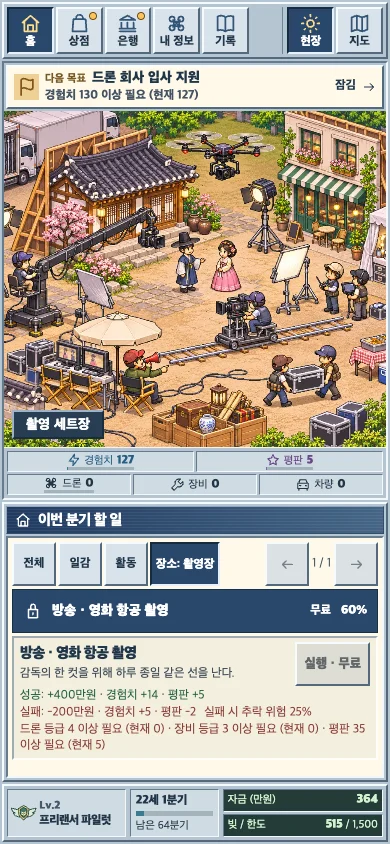 홈
상점
은행
내 정보
기록
현장
지도
다음 목표 드론 회사 입사 지원
경험치 130 이상 필요 (현재 127)
잠김 →
촬영 세트장
경험치 127
평판 5
드론 0
장비 0
차량 0
이번 분기 할 일
전체
일감
활동
장소: 촬영장
←
1 / 1
→
방송 · 영화 항공 촬영
무료 60%
방송 · 영화 항공 촬영
감독의 한 컷을 위해 하루 종일 같은 선을 난다.
실행 · 무료
성공: +400만원 · 경험치 +14 · 평판 +5
실패: -200만원 · 경험치 +5 · 평판 -2 실패 시 추락 위험 25%
드론 등급 4 이상 필요 (현재 0) · 장비 등급 3 이상 필요 (현재 0) · 평판 35
이상 필요 (현재 5)
Lv.2
프리랜서 파일럿
22세 1분기
남은 64분기
자금 (만원) 364
빚 / 한도 515 / 1,500